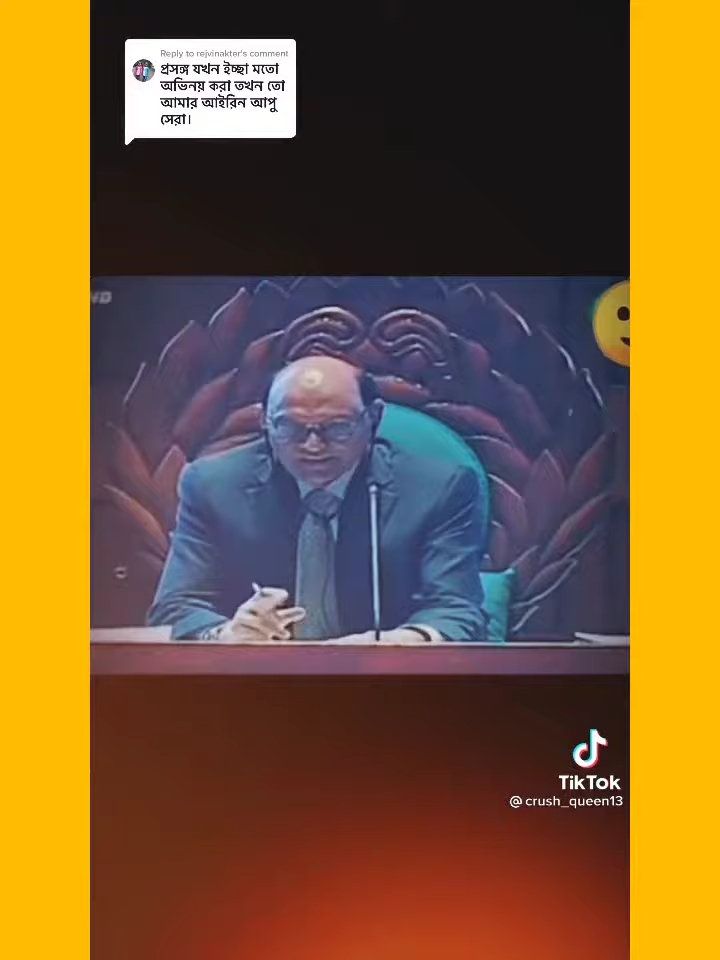 Reply to rejvinakter's comment
প্রসঙ্গ যখন ইচ্ছা মতো
অভিনয় করা তখন তো
আমার আইরিন আপু
সেরা।
TikTok
@crush_queen13